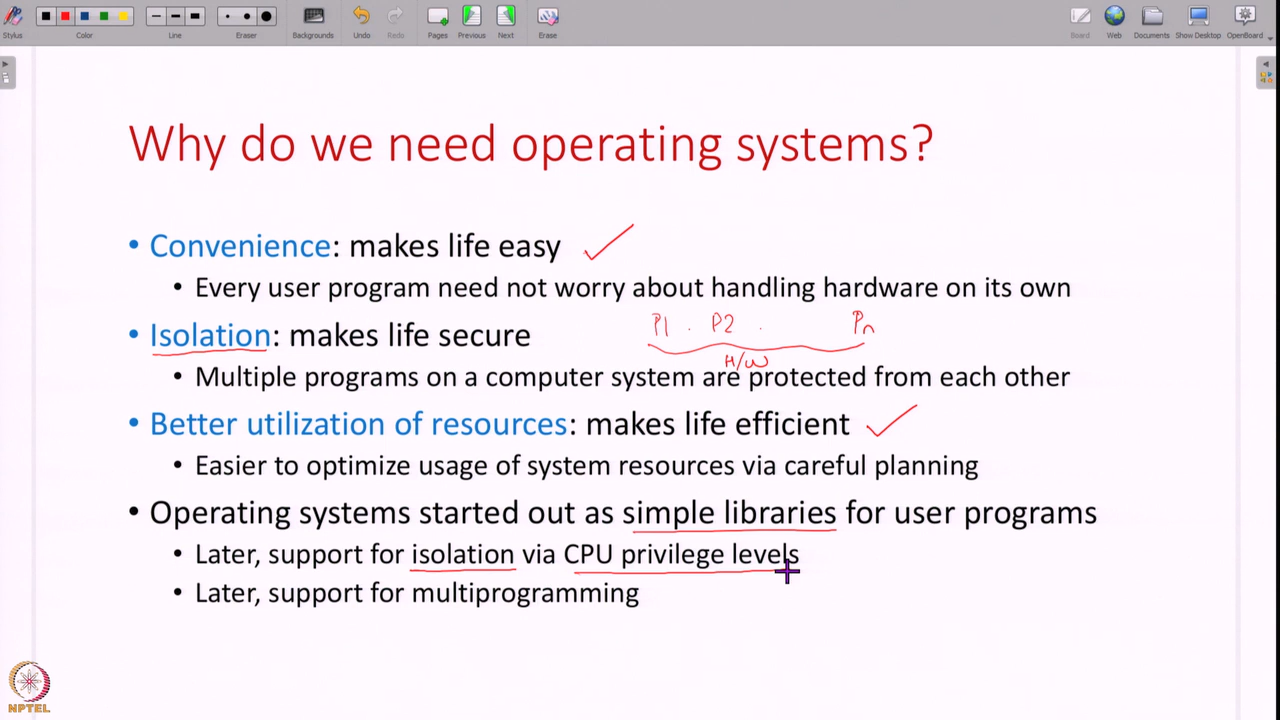 Stylus
Color
Line
Eraser
Backgrounds
Undo
Redo
Pages
Previous
Next
Erase
Board
Web
Documents
Show Desktop
OpenBoard
Why do we need operating systems?
• Convenience: makes life easy
• Every user program need not worry about handling hardware on its own
P1 . P2 . Pn
• Isolation: makes life secure
H/W
• Multiple programs on a computer system are protected from each other
• Better utilization of resources: makes life efficient
• Easier to optimize usage of system resources via careful planning
• Operating systems started out as simple libraries for user programs
• Later, support for isolation via CPU privilege levels
• Later, support for multiprogramming
NPTEL